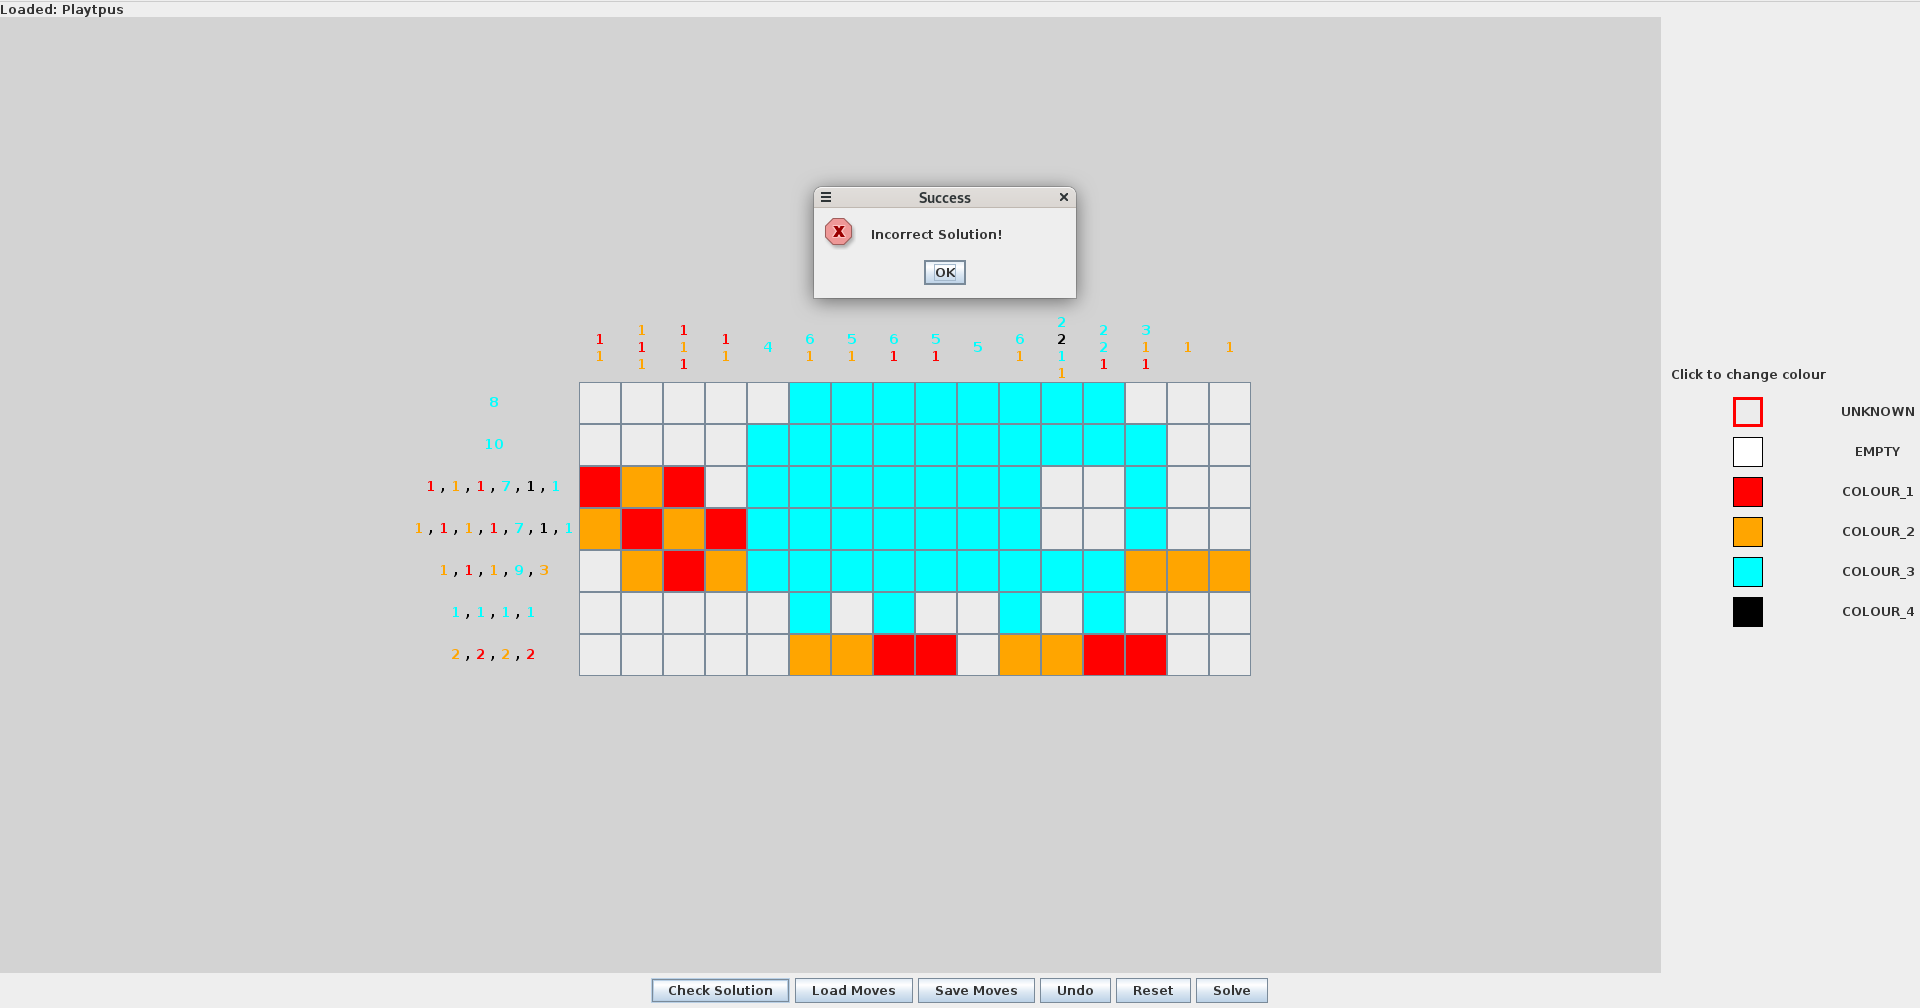 Loaded: Playtpus
Success
Incorrect Solution!
OK
1 1 1 1 4 6 5 6 5 5 6 2 2 3 1 1
1 1 1 1 1 1 1 1 1 2 2 1
1 1 1 1 1 1
1
8
10
1 , 1 , 1 , 7 , 1 , 1
1 , 1 , 1 , 1 , 7 , 1 , 1
1 , 1 , 1 , 9 , 3
1 , 1 , 1 , 1
2 , 2 , 2 , 2
Click to change colour
UNKNOWN
EMPTY
COLOUR_1
COLOUR_2
COLOUR_3
COLOUR_4
Check Solution
Load Moves
Save Moves
Undo
Reset
Solve